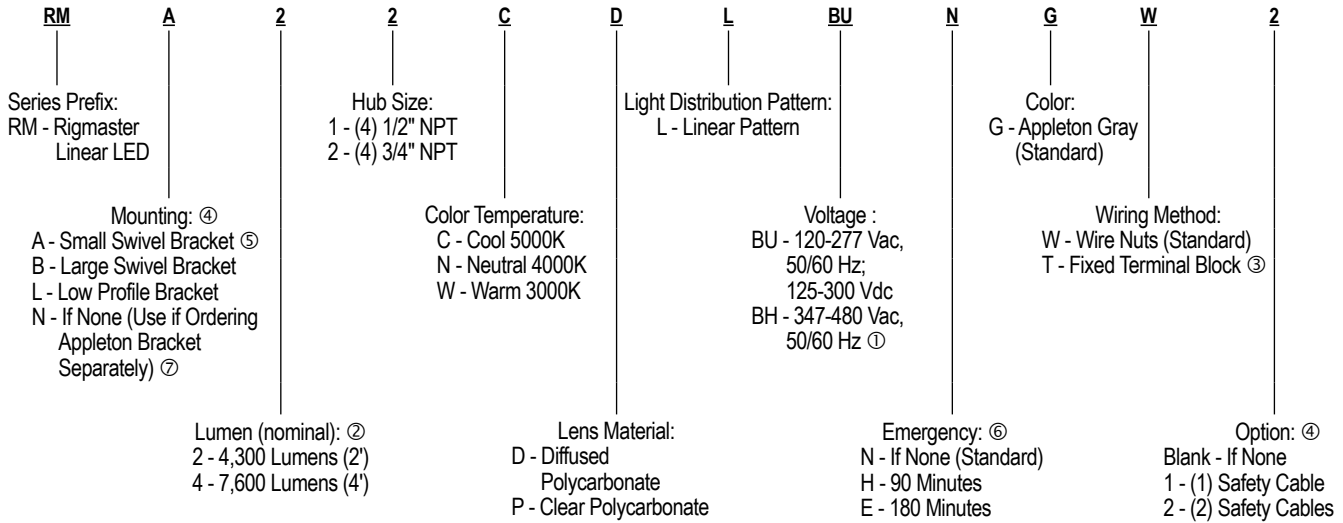 RM A 2 2 C D L BU N G W 2
Series Prefix:
RM - Rigmaster
Linear LED
Hub Size:
1 - (4) 1/2" NPT
2 - (4) 3/4" NPT
Light Distribution Pattern:
L - Linear Pattern
Color:
G - Appleton Gray
(Standard)
Mounting: ④
A - Small Swivel Bracket ⑤
B - Large Swivel Bracket
L - Low Profile Bracket
N - If None (Use if Ordering
Appleton Bracket
Separately) ⑦
Color Temperature:
C - Cool 5000K
N - Neutral 4000K
W - Warm 3000K
Voltage :
BU - 120-277 Vac,
50/60 Hz;
125-300 Vdc
BH - 347-480 Vac,
50/60 Hz ①
Wiring Method:
W - Wire Nuts (Standard)
T - Fixed Terminal Block ③
Lumen (nominal): ②
2 - 4,300 Lumens (2')
4 - 7,600 Lumens (4')
Lens Material:
D - Diffused
Polycarbonate
P - Clear Polycarbonate
Emergency: ⑥
N - If None (Standard)
H - 90 Minutes
E - 180 Minutes
Option: ④
Blank - If None
1 - (1) Safety Cable
2 - (2) Safety Cables